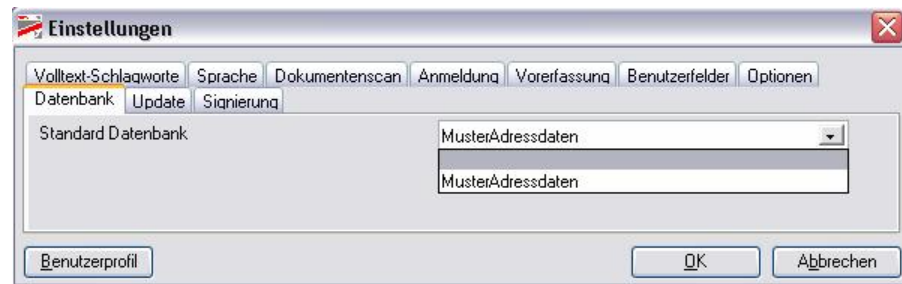 Einstellungen
Volltext-Schlagworte Sprache Dokumentenscan Anmeldung Vorerfassung Benutzerfelder Optionen
Datenbank Update Signierung
Standard Datenbank MusterAdressdaten
MusterAdressdaten
Benutzerprofil OK Abbrechen